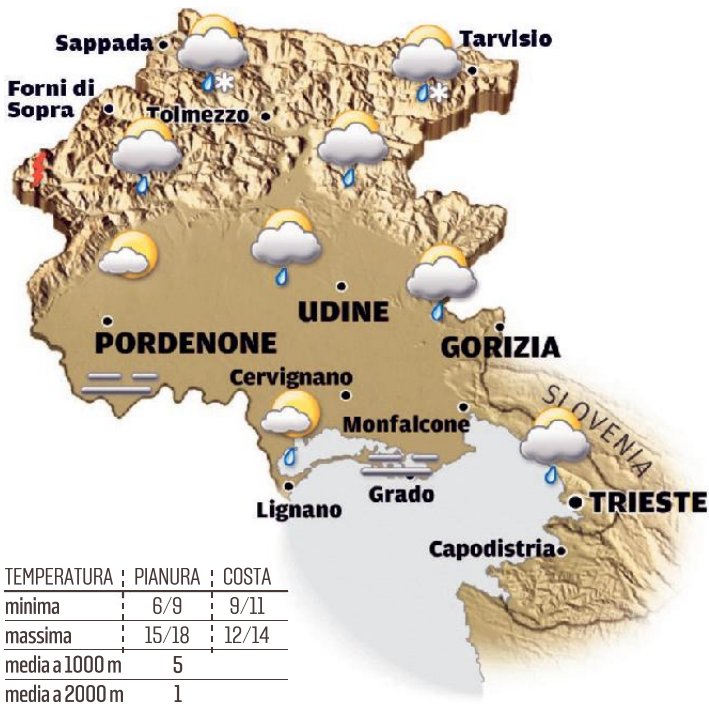 Sappada
Tarvisio
Forni di
Sopra
Tolmezzo
UDINE
PORDENONE
GORIZIA
Cervignano
SLOVENIA
Monfalcone
Grado
Lignano
TRIESTE
Capodistria
TEMPERATURA PIANURA COSTA
minima 6/9 9/11
massima 15/18 12/14
media a 1000 m 5
media a 2000 m 1